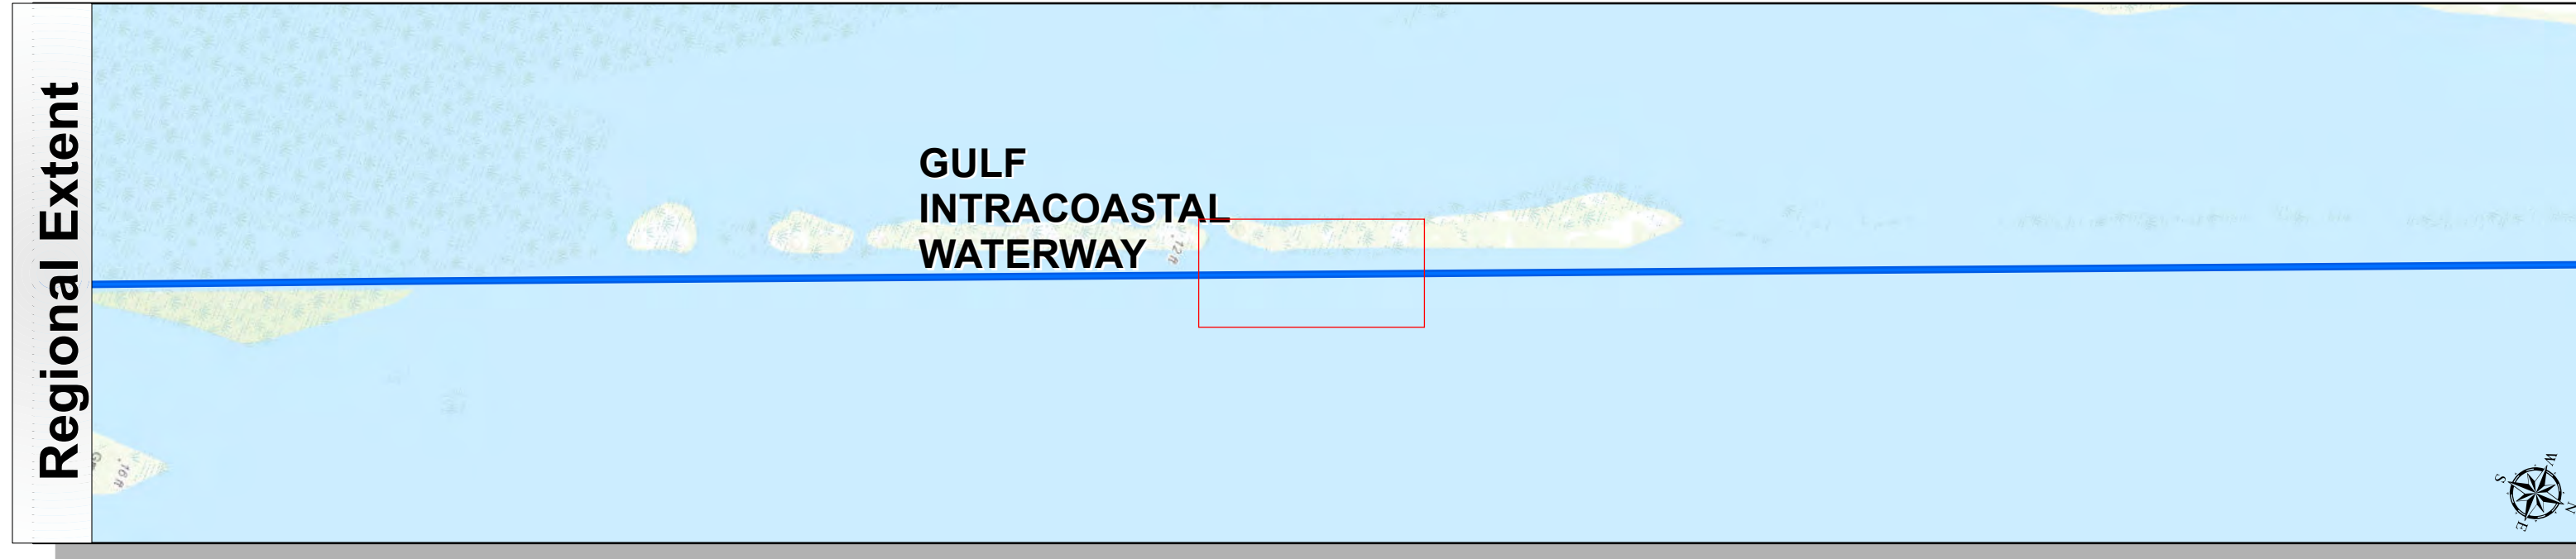 Regional Extent
GULF
INTRACOASTAL
WATERWAY
12 ft
16 ft
W
S
N
E